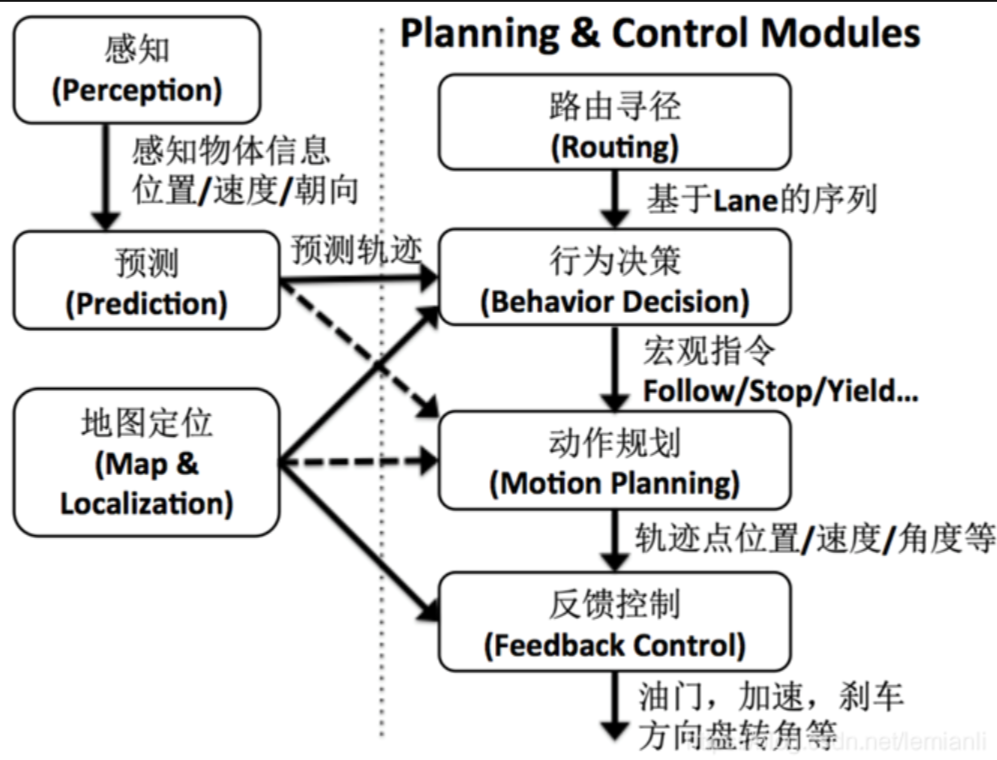 Planning & Control Modules
感知
(Perception)
感知物体信息
位置/速度/朝向
预测
(Prediction)
预测轨迹
地图定位
(Map &
Localization)
路由寻径
(Routing)
基于Lane的序列
行为决策
(Behavior Decision)
宏观指令
Follow/Stop/Yield...
动作规划
(Motion Planning)
轨迹点位置/速度/角度等
反馈控制
(Feedback Control)
油门，加速，刹车
方向盘转角等